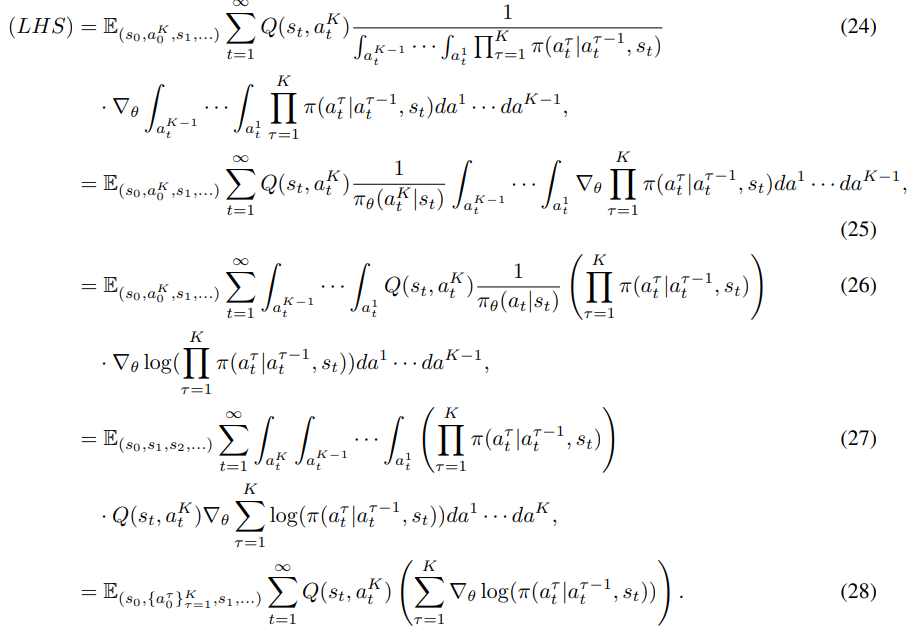 $(LHS) = \mathbb{E}_{(s_0, a_0^K, s_1, \ldots)} \sum_{t=1}^{\infty} Q(s_t, a_t^K) \frac{1}{\int_{a_t^{K-1}} \cdots \int_{a_t^1} \prod_{\tau=1}^{K} \pi(a_t^\tau | a_t^{\tau-1}, s_t)}$ (24)
$\cdot \nabla_\theta \int_{a_t^{K-1}} \cdots \int_{a_t^1} \prod_{\tau=1}^{K} \pi(a_t^\tau | a_t^{\tau-1}, s_t) da^1 \cdots da^{K-1},$
$= \mathbb{E}_{(s_0, a_0^K, s_1, \ldots)} \sum_{t=1}^{\infty} Q(s_t, a_t^K) \frac{1}{\pi_\theta(a_t^K | s_t)} \int_{a_t^{K-1}} \cdots \int_{a_t^1} \nabla_\theta \prod_{\tau=1}^{K} \pi(a_t^\tau | a_t^{\tau-1}, s_t) da^1 \cdots da^{K-1},$
(25)
$= \mathbb{E}_{(s_0, a_0^K, s_1, \ldots)} \sum_{t=1}^{\infty} \int_{a_t^{K-1}} \cdots \int_{a_t^1} Q(s_t, a_t^K) \frac{1}{\pi_\theta(a_t | s_t)} \left( \prod_{\tau=1}^{K} \pi(a_t^\tau | a_t^{\tau-1}, s_t) \right)$ (26)
$\cdot \nabla_\theta \log(\prod_{\tau=1}^{K} \pi(a_t^\tau | a_t^{\tau-1}, s_t)) da^1 \cdots da^{K-1},$
$= \mathbb{E}_{(s_0, s_1, s_2, \ldots)} \sum_{t=1}^{\infty} \int_{a_t^K} \int_{a_t^{K-1}} \cdots \int_{a_t^1} \left( \prod_{\tau=1}^{K} \pi(a_t^\tau | a_t^{\tau-1}, s_t) \right)$ (27)
$\cdot Q(s_t, a_t^K) \nabla_\theta \sum_{\tau=1}^{K} \log(\pi(a_t^\tau | a_t^{\tau-1}, s_t)) da^1 \cdots da^K,$
$= \mathbb{E}_{(s_0, \{a_0^\tau\}_{\tau=1}^{K}, s_1, \ldots)} \sum_{t=1}^{\infty} Q(s_t, a_t^K) \left( \sum_{\tau=1}^{K} \nabla_\theta \log(\pi(a_t^\tau | a_t^{\tau-1}, s_t)) \right).$ (28)